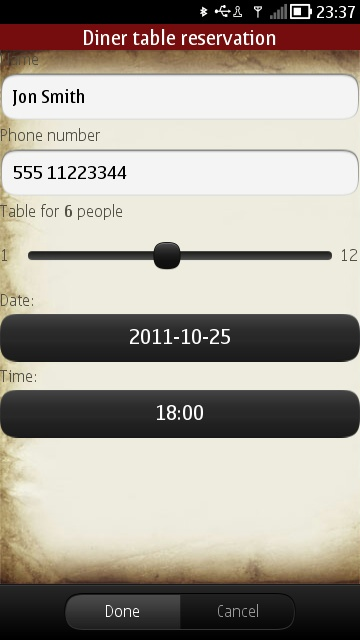 23:37
Diner table reservation
Name
Jon Smith
Phone number
555 11223344
Table for 6 people
1 12
Date:
2011-10-25
Time:
18:00
Done Cancel